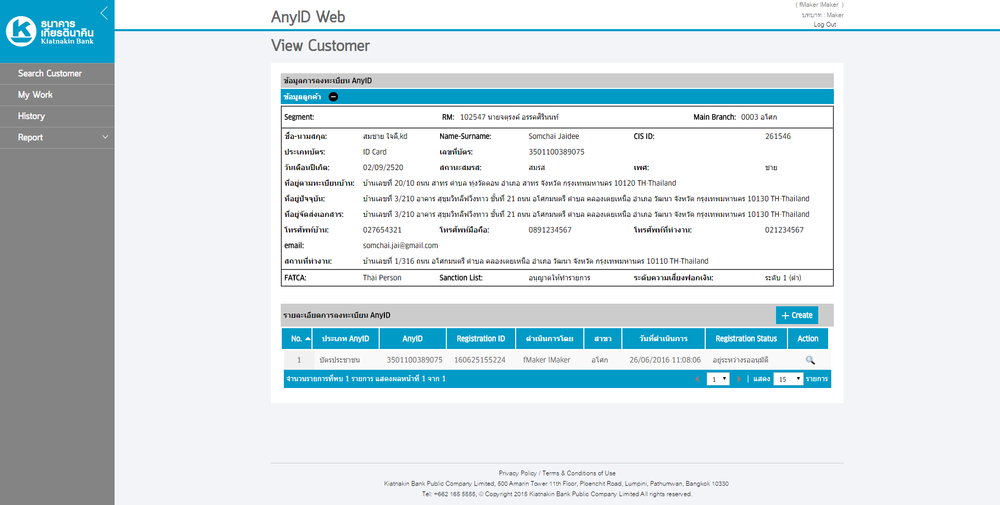 ธนาคาร
เกียรตินาคิน
Kiatnakin Bank
Search Customer
My Work
History
Report
AnyID Web
( fMaker lMaker )
บทบาท : Maker
Log Out
View Customer
ข้อมูลการลงทะเบียน AnyID
ข้อมูลลูกค้า
Segment: RM: 102547 นายจตุรงค์ อรรคศิรินนท์ Main Branch: 0003 อโศก
ชื่อ-นามสกุล: สมชาย ใจดี,kd Name-Surname: Somchai Jaidee CIS ID: 261546
ประเภทบัตร: ID Card เลขที่บัตร: 3501100389075
วันเดือนปีเกิด: 02/09/2520 สถานะสมรส: สมรส เพศ: ชาย
ที่อยู่ตามทะเบียนบ้าน: บ้านเลขที่ 20/10 ถนน สาทร ตำบล ทุ่งวัดดอน อำเภอ สาทร จังหวัด กรุงเทพมหานคร 10120 TH-Thailand
ที่อยู่ปัจจุบัน: บ้านเลขที่ 3/210 อาคาร สุขุมวิทลีฟวิ่งทาว ชั้นที่ 21 ถนน อโศกมนตรี ตำบล คลองเตยเหนือ อำเภอ วัฒนา จังหวัด กรุงเทพมหานคร 10130 TH-Thailand
ที่อยู่จัดส่งเอกสาร: บ้านเลขที่ 3/210 อาคาร สุขุมวิทลีฟวิ่งทาว ชั้นที่ 21 ถนน อโศกมนตรี ตำบล คลองเตยเหนือ อำเภอ วัฒนา จังหวัด กรุงเทพมหานคร 10130 TH-Thailand
โทรศัพท์บ้าน: 027654321 โทรศัพท์มือถือ: 0891234567 โทรศัพท์ที่ทำงาน: 021234567
email: somchai.jai@gmail.com
สถานที่ทำงาน: บ้านเลขที่ 1/316 ถนน อโศกมนตรี ตำบล คลองเตยเหนือ อำเภอ วัฒนา จังหวัด กรุงเทพมหานคร 10110 TH-Thailand
FATCA: Thai Person Sanction List: อนุญาตให้ทำรายการ ระดับความเสี่ยงฟอกเงิน: ระดับ 1 (ต่ำ)
รายละเอียดการลงทะเบียน AnyID
+ Create
No. ประเภท AnyID AnyID Registration ID ดำเนินการโดย สาขา วันที่ดำเนินการ Registration Status Action
1 บัตรประชาชน 3501100389075 160625155224 fMaker lMaker อโศก 26/06/2016 11:08:06 อยู่ระหว่างรออนุมัติ
จำนวนรายการที่พบ 1 รายการ แสดงผลหน้าที่ 1 จาก 1 1 | แสดง 15 รายการ
Privacy Policy / Terms & Conditions of Use
Kiatnakin Bank Public Company Limited, 500 Amarin Tower 11th Floor, Ploenchit Road, Lumpini, Pathumwan, Bangkok 10330
Tel: +662 165 5555, © Copyright 2015 Kiatnakin Bank Public Company Limited All rights reserved.